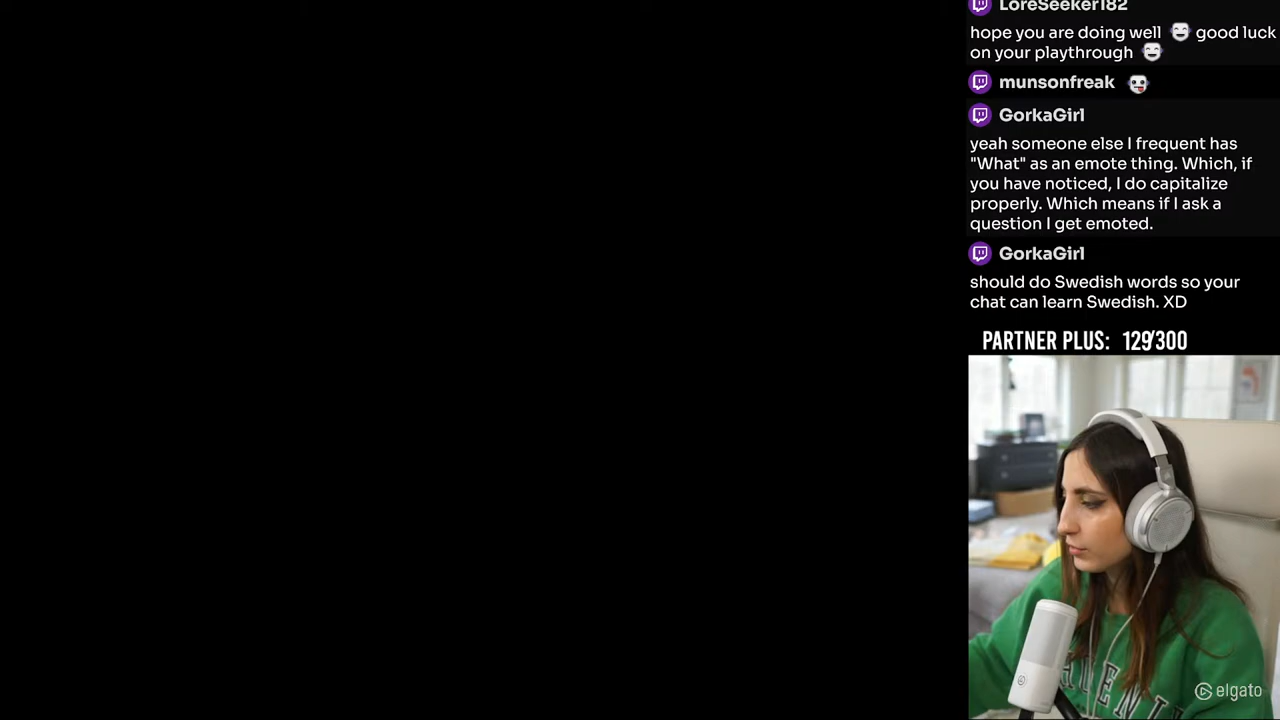 LoreSeeker182
hope you are doing well good luck
on your playthrough
munsonfreak
GorkaGirl
yeah someone else I frequent has
"What" as an emote thing. Which, if
you have noticed, I do capitalize
properly. Which means if I ask a
question I get emoted.
GorkaGirl
should do Swedish words so your
chat can learn Swedish. XD
PARTNER PLUS: 129/300
elgato